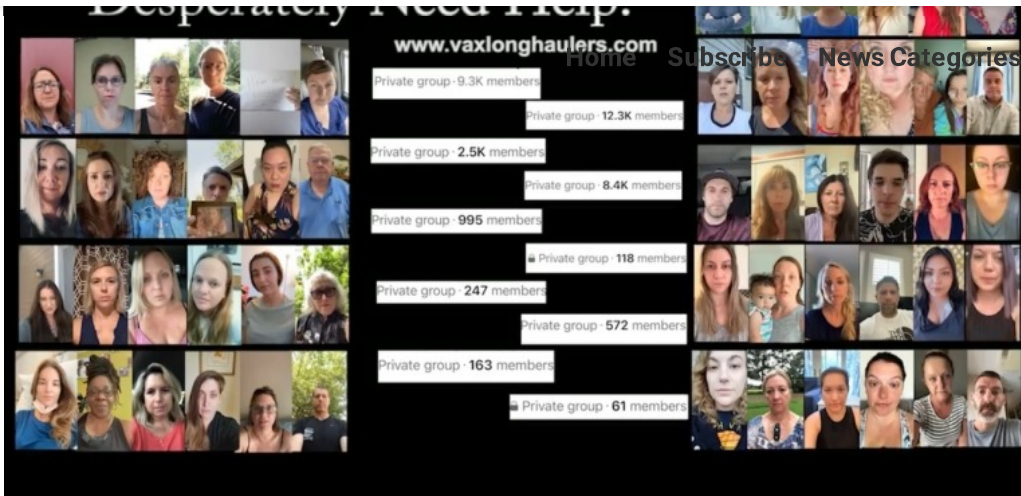 Desperately Need Help!
www.vaxlonghaulers.com
Home Subscribe News Categories
Private group · 9.3K members
Private group · 12.3K members
Private group · 2.5K members
Private group · 8.4K members
Private group · 995 members
Private group · 118 members
Private group · 247 members
Private group · 572 members
Private group · 163 members
Private group · 61 members